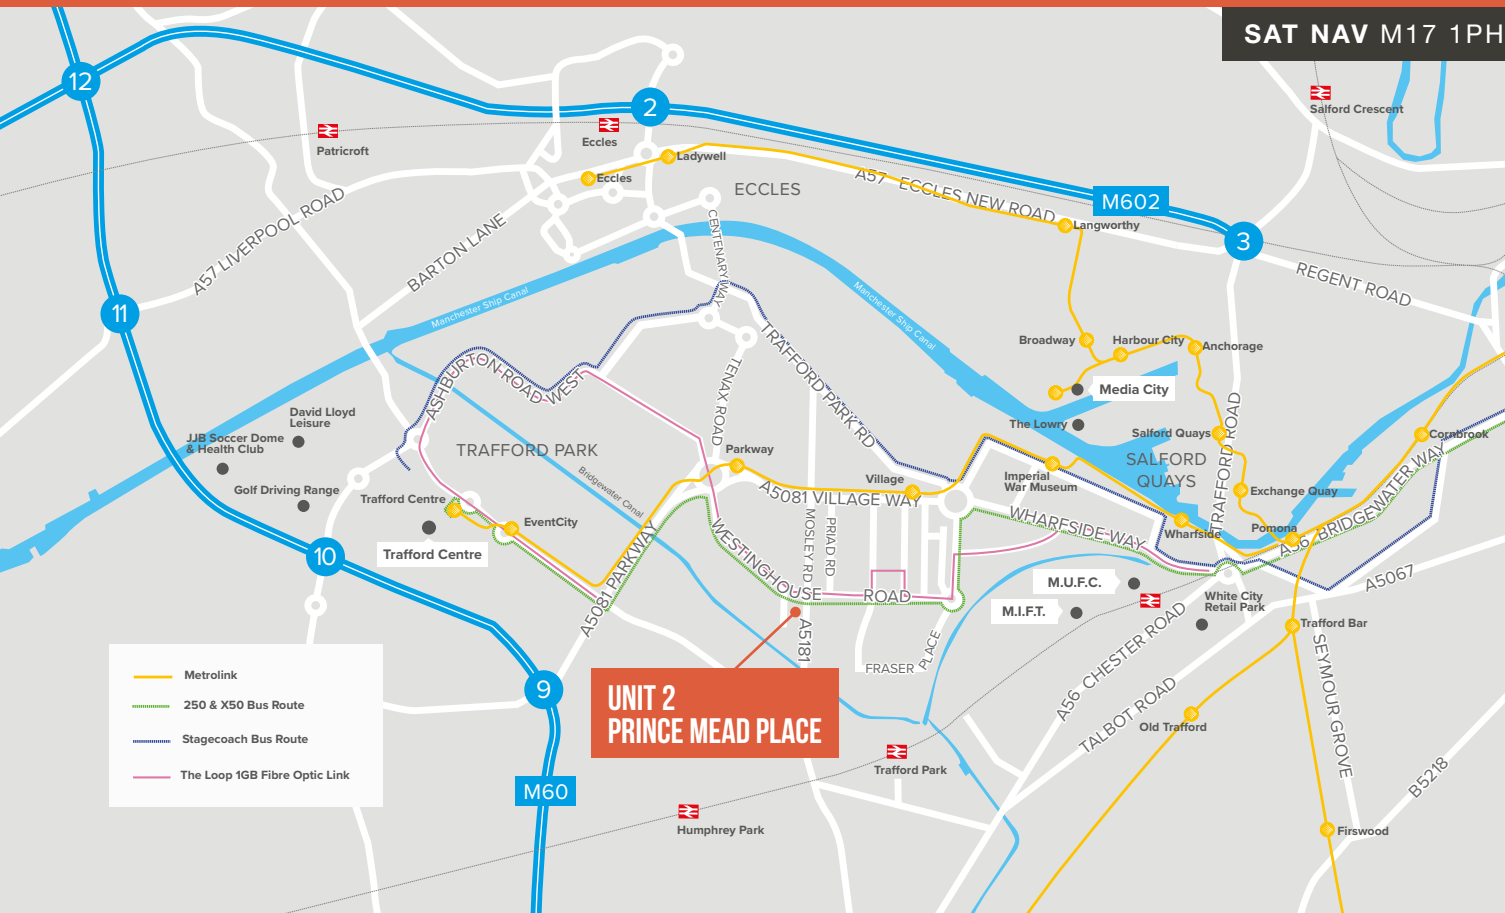 SAT NAV M17 1PH
12
2
Salford Crescent
Patricroft
Eccles
Ladywell
Eccles
ECCLES
A57 ECCLES NEW ROAD
M602
Langworthy
3
REGENT ROAD
A57 LIVERPOOL ROAD
BARTON LANE
CENTENARY WAY
Manchester Ship Canal
Manchester Ship Canal
11
TRAFFORD PARK RD
Broadway
Harbour City
Anchorage
Media City
ASHBURTON ROAD WEST
TENAX ROAD
The Lowry
Salford Quays
TRAFFORD ROAD
Cornbrook
David Lloyd
Leisure
JJB Soccer Dome
& Health Club
TRAFFORD PARK
Parkway
SALFORD
QUAYS
Golf Driving Range
Trafford Centre
Bridgewater Canal
Village
A5081 VILLAGE WAY
Imperial
War Museum
Exchange Quay
EventCity
Trafford Centre
WHARFSIDE WAY
Wharfside
Pomona
A56 BRIDGEWATER WAY
MOSLEY RD
PRIAD RD
10
A5081 PARKWAY
WESTINGHOUSE ROAD
M.U.F.C.
M.I.F.T.
White City
Retail Park
A5067
Trafford Bar
A5181
FRASER PLACE
A56 CHESTER ROAD
TALBOT ROAD
SEYMOUR GROVE
Old Trafford
9
UNIT 2
PRINCE MEAD PLACE
Metrolink
250 & X50 Bus Route
Stagecoach Bus Route
The Loop 1GB Fibre Optic Link
M60
Trafford Park
B5218
Humphrey Park
Firswood